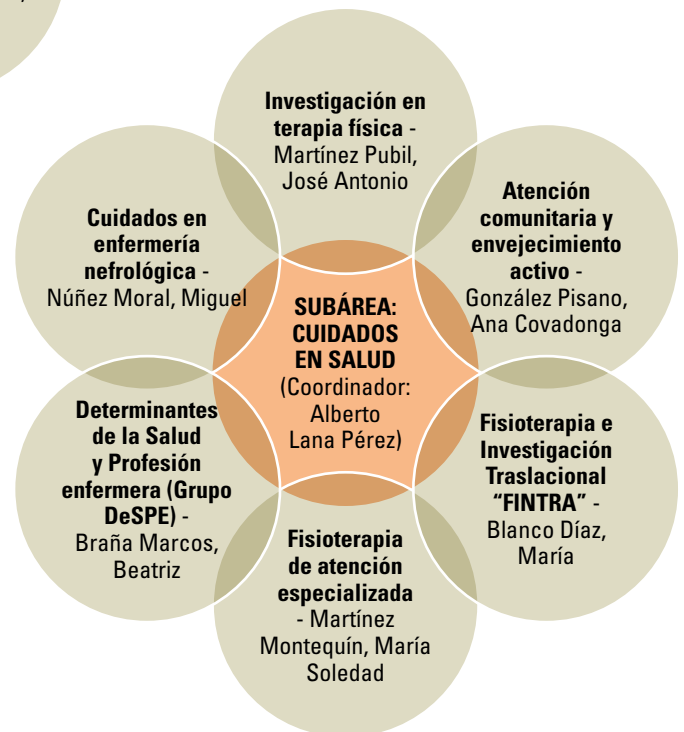 Investigación en
terapia física -
Martínez Pubil,
José Antonio
Cuidados en
enfermería
nefrológica -
Núñez Moral, Miguel
Atención
comunitaria y
envejecimiento
activo -
González Pisano,
Ana Covadonga
SUBÁREA:
CUIDADOS
EN SALUD
(Coordinador:
Alberto
Lana Pérez)
Determinantes
de la Salud
y Profesión
enfermera (Grupo
DeSPE) -
Braña Marcos,
Beatriz
Fisioterapia e
Investigación
Traslacional
“FINTRA” -
Blanco Díaz,
María
Fisioterapia
de atención
especializada
- Martínez
Montequín, María
Soledad